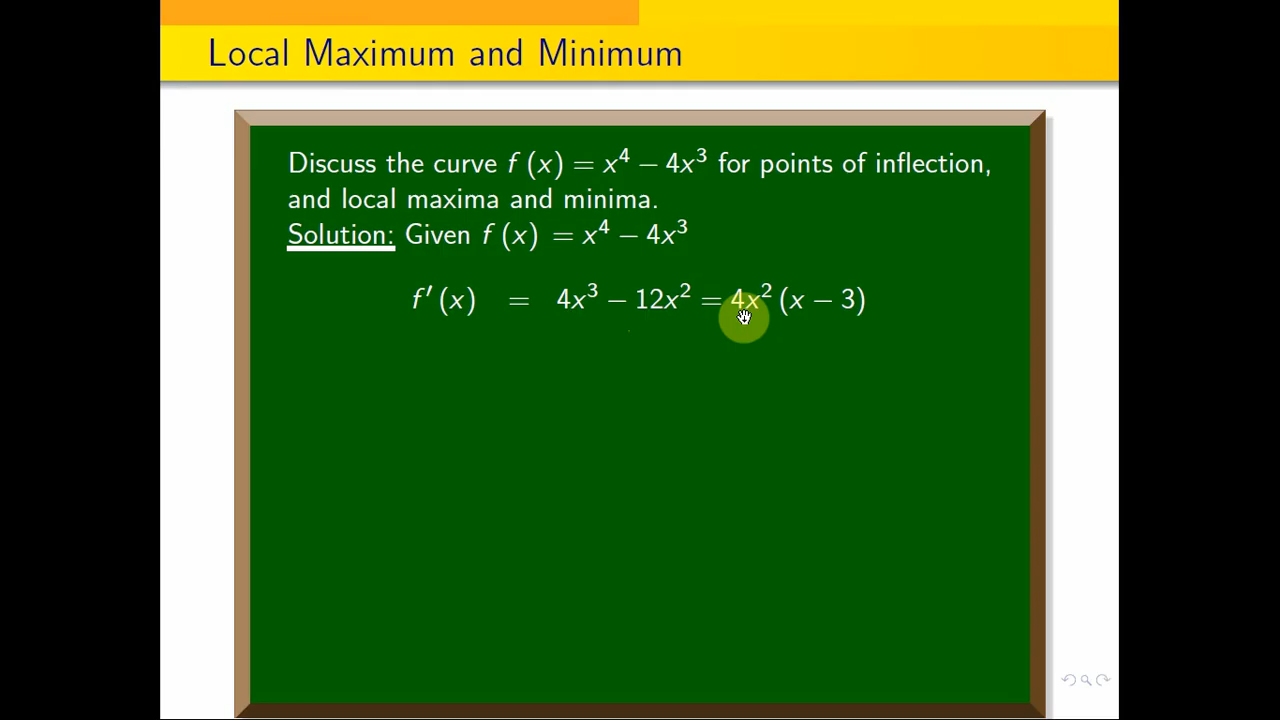 Local Maximum and Minimum
Discuss the curve f (x) = x⁴ − 4x³ for points of inflection,
and local maxima and minima.
Solution: Given f (x) = x⁴ − 4x³
f′ (x) = 4x³ − 12x² = 4x² (x − 3)